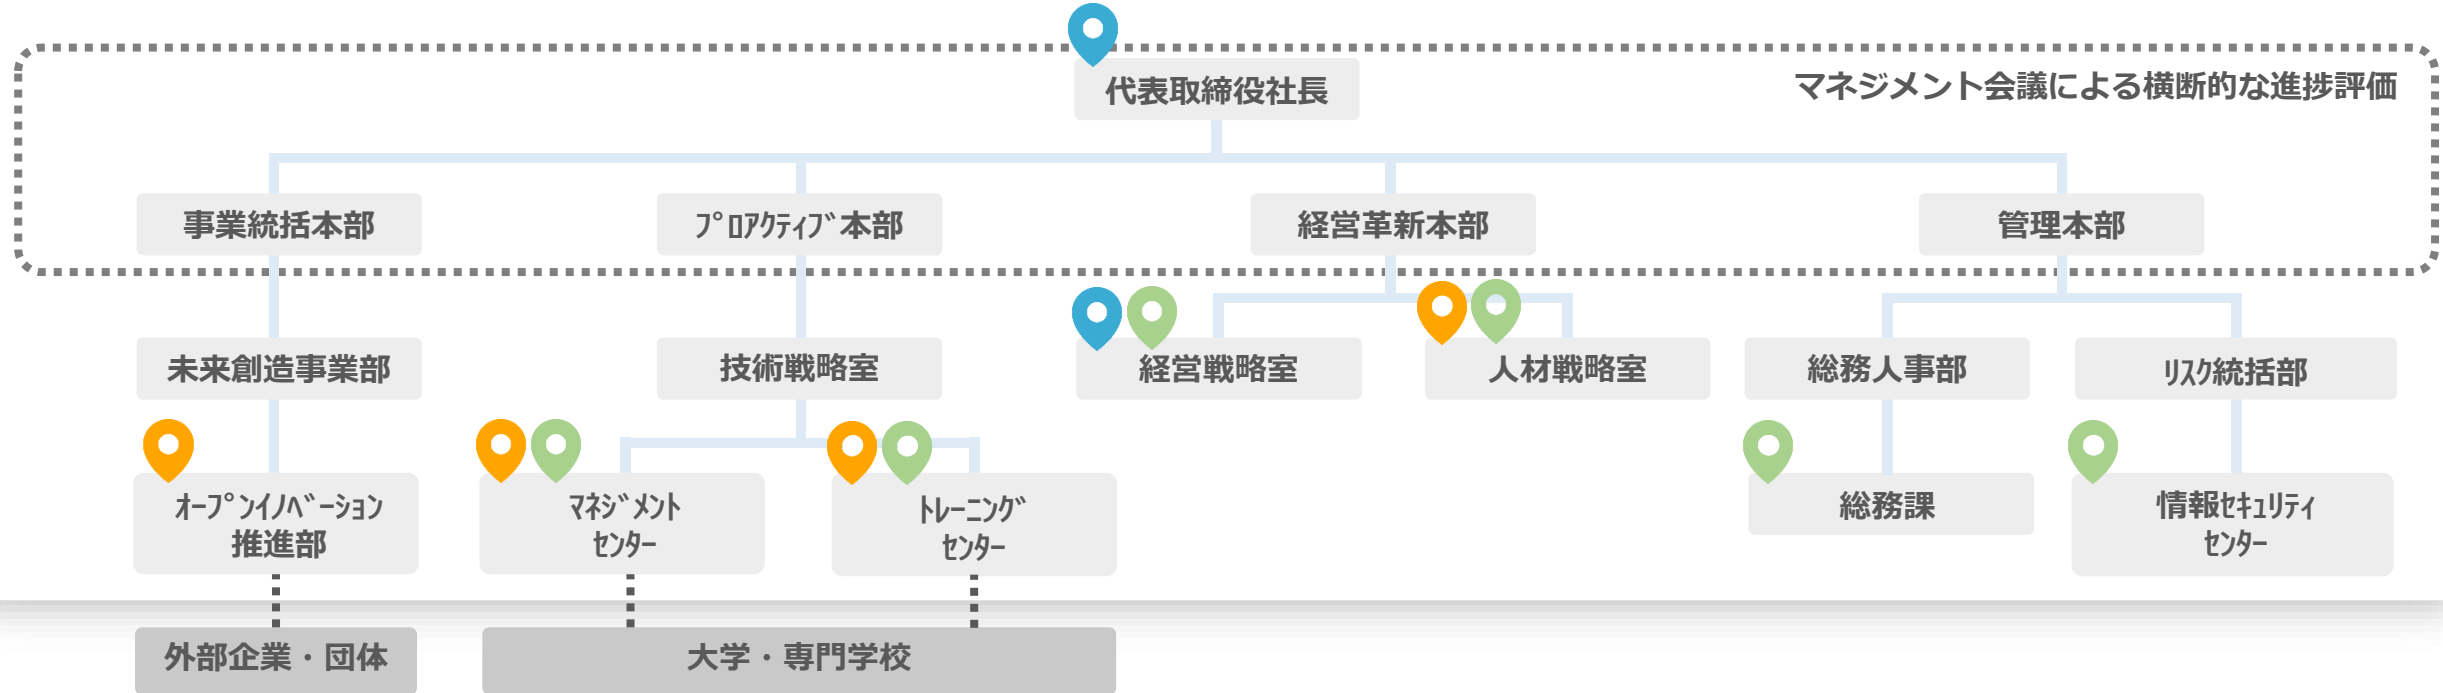 代表取締役社長
マネジメント会議による横断的な進捗評価
事業統括本部
ﾌﾟﾛｱｸﾃｨﾌﾞ本部
経営革新本部
管理本部
未来創造事業部
技術戦略室
経営戦略室
人材戦略室
総務人事部
ﾘｽｸ統括部
ｵｰﾌﾟﾝｲﾉﾍﾞｰｼｮﾝ
推進部
ﾏﾈｼﾞﾒﾝﾄ
ｾﾝﾀｰ
ﾄﾚｰﾆﾝｸﾞ
ｾﾝﾀｰ
総務課
情報ｾｷｭﾘﾃｨ
ｾﾝﾀｰ
外部企業・団体
大学・専門学校